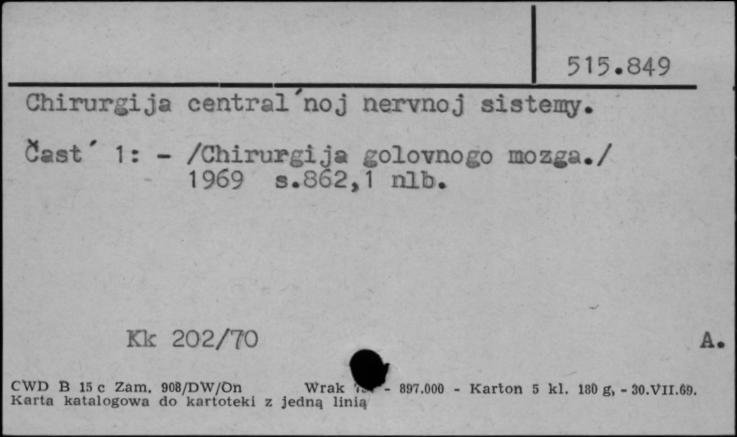 515.849
Chirurgija central´noj nervnoj sistemy.
Čast´ 1: - /Chirurgija golovnogo mozga./
1969 s.862,1 nlb.
Kk 202/70
A.
CWD B 15 c Zam. 908/DW/On Wrak - 897.000 - Karton 5 kl. 180 g, - 30.VII.69.
Karta katalogowa do kartoteki z jedną linią